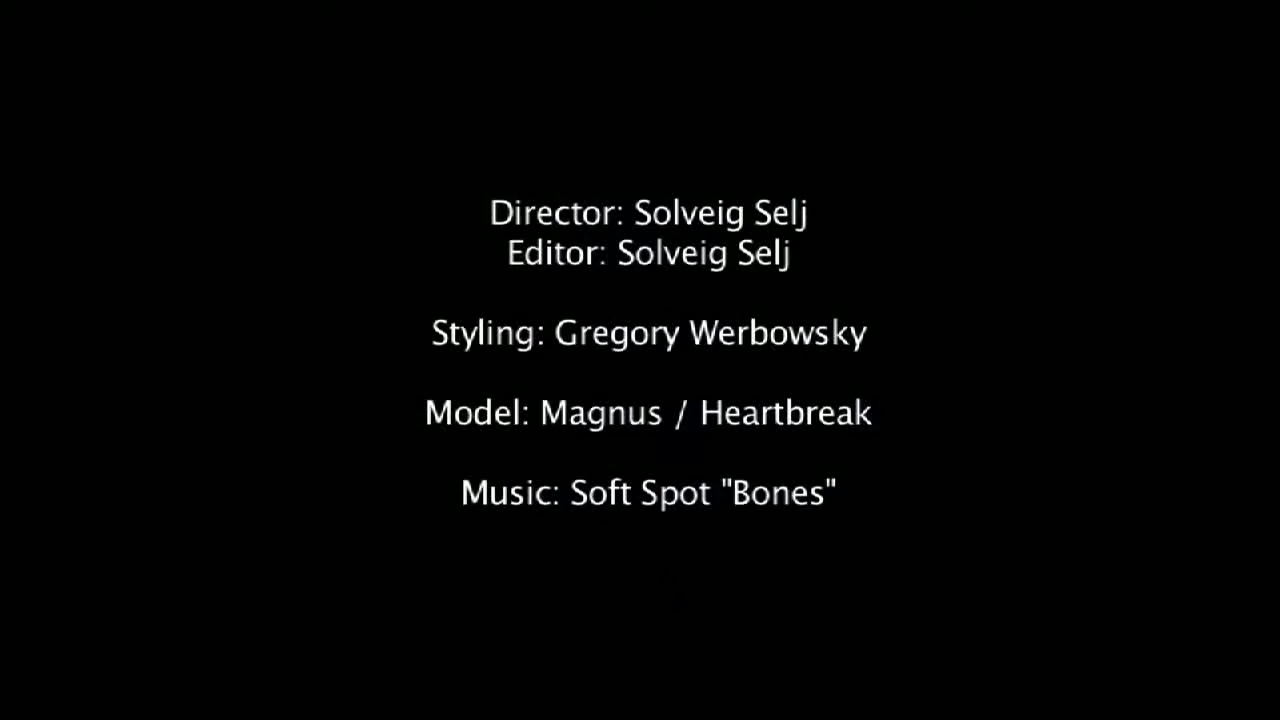 Director: Solveig Selj
Editor: Solveig Selj
Styling: Gregory Werbowsky
Model: Magnus / Heartbreak
Music: Soft Spot "Bones"